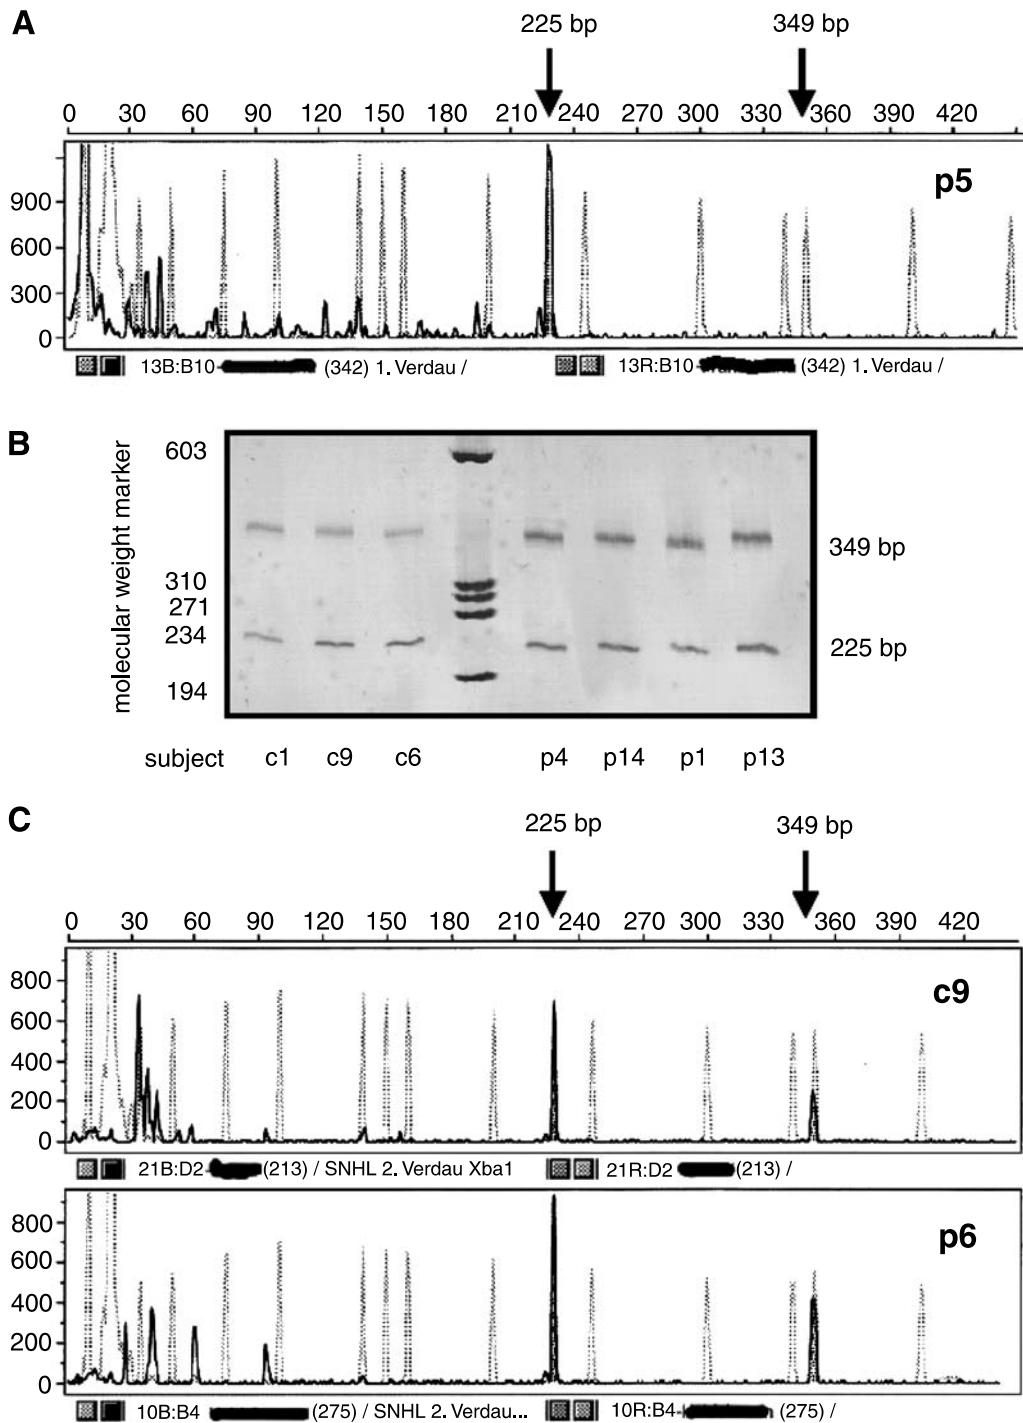 A
225 bp 349 bp
0 30 60 90 120 150 180 210 240 270 300 330 360 390 420
p5
900
600
300
0
13B:B10 (342) 1. Verdau / 13R:B10 (342) 1. Verdau /
B
molecular weight marker
603
310
271
234
194
349 bp
225 bp
subject c1 c9 c6 p4 p14 p1 p13
C
225 bp 349 bp
0 30 60 90 120 150 180 210 240 270 300 330 360 390 420
c9
800
600
400
200
0
21B:D2 (213) / SNHL 2. Verdau Xba1 21R:D2 (213) /
p6
800
600
400
200
0
10B:B4 (275) / SNHL 2. Verdau... 10R:B4 (275) /